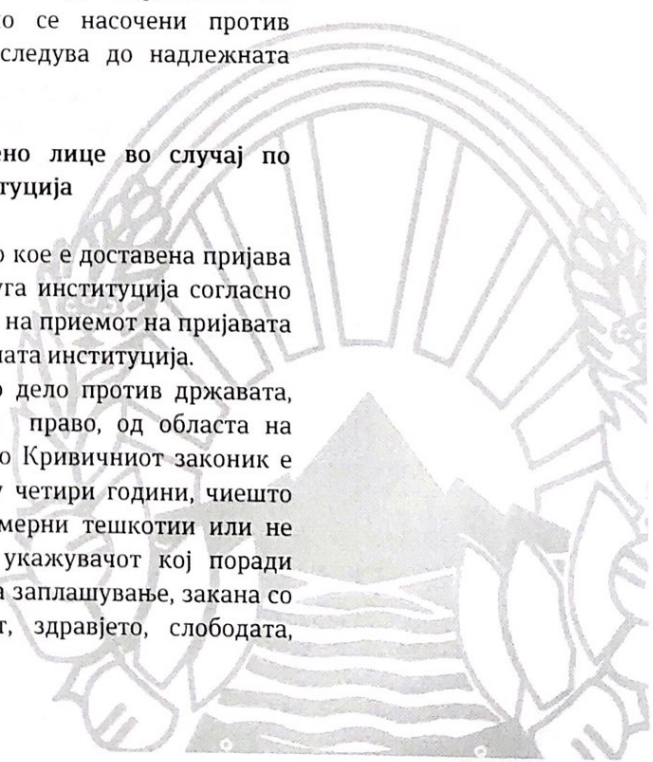 о се насочени против
следува до надлежната
ено лице во случај по
туција
о кое е доставена пријава
уга институција согласно
на приемот на пријавата
ната институција.
о дело против државата,
право, од областа на
о Кривичниот законик е
у четири години, чиешто
мерни тешкотии или не
укажувачот кој поради
а заплашување, закана со
т, здравјето, слободата,